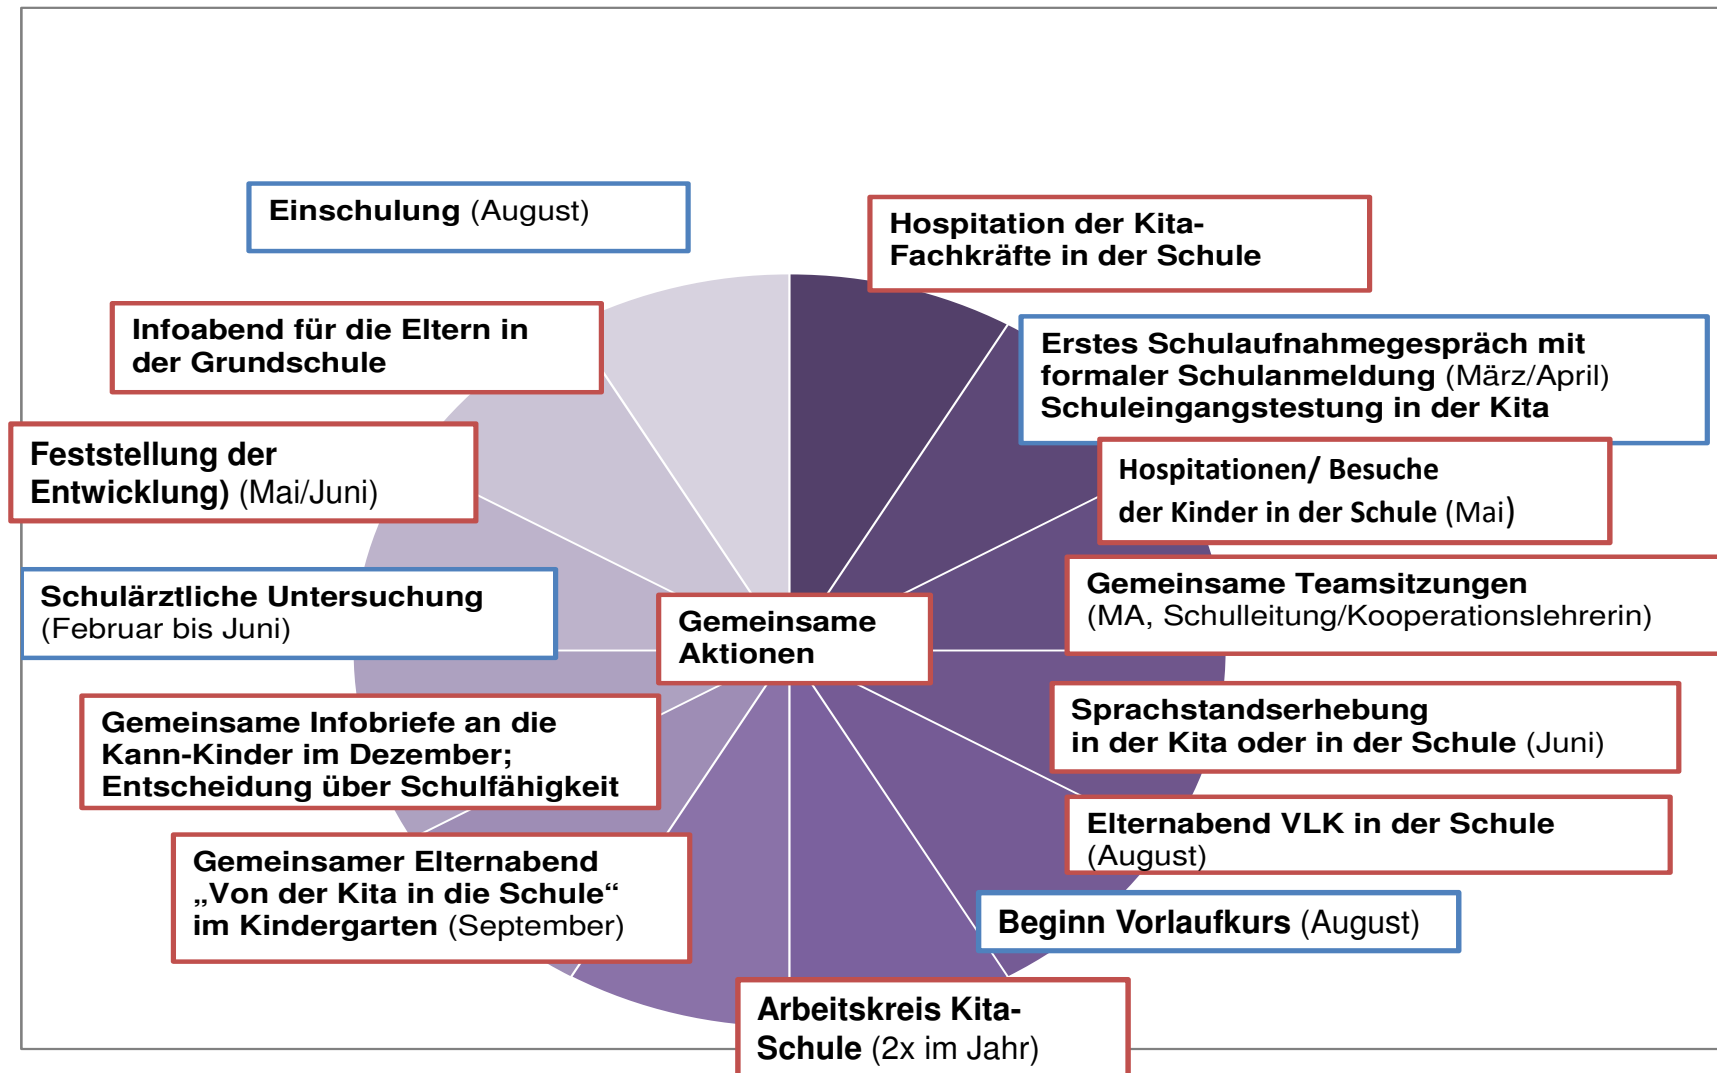 Einschulung (August)
Hospitation der Kita-
Fachkräfte in der Schule
Infoabend für die Eltern in
der Grundschule
Erstes Schulaufnahmegespräch mit
formaler Schulanmeldung (März/April)
Schuleingangstestung in der Kita
Feststellung der
Entwicklung) (Mai/Juni)
Hospitationen/ Besuche
der Kinder in der Schule (Mai)
Schulärztliche Untersuchung
(Februar bis Juni)
Gemeinsame Teamsitzungen
(MA, Schulleitung/Kooperationslehrerin)
Gemeinsame
Aktionen
Gemeinsame Infobriefe an die
Kann-Kinder im Dezember;
Entscheidung über Schulfähigkeit
Sprachstandserhebung
in der Kita oder in der Schule (Juni)
Elternabend VLK in der Schule
(August)
Gemeinsamer Elternabend
„Von der Kita in die Schule“
im Kindergarten (September)
Beginn Vorlaufkurs (August)
Arbeitskreis Kita-
Schule (2x im Jahr)